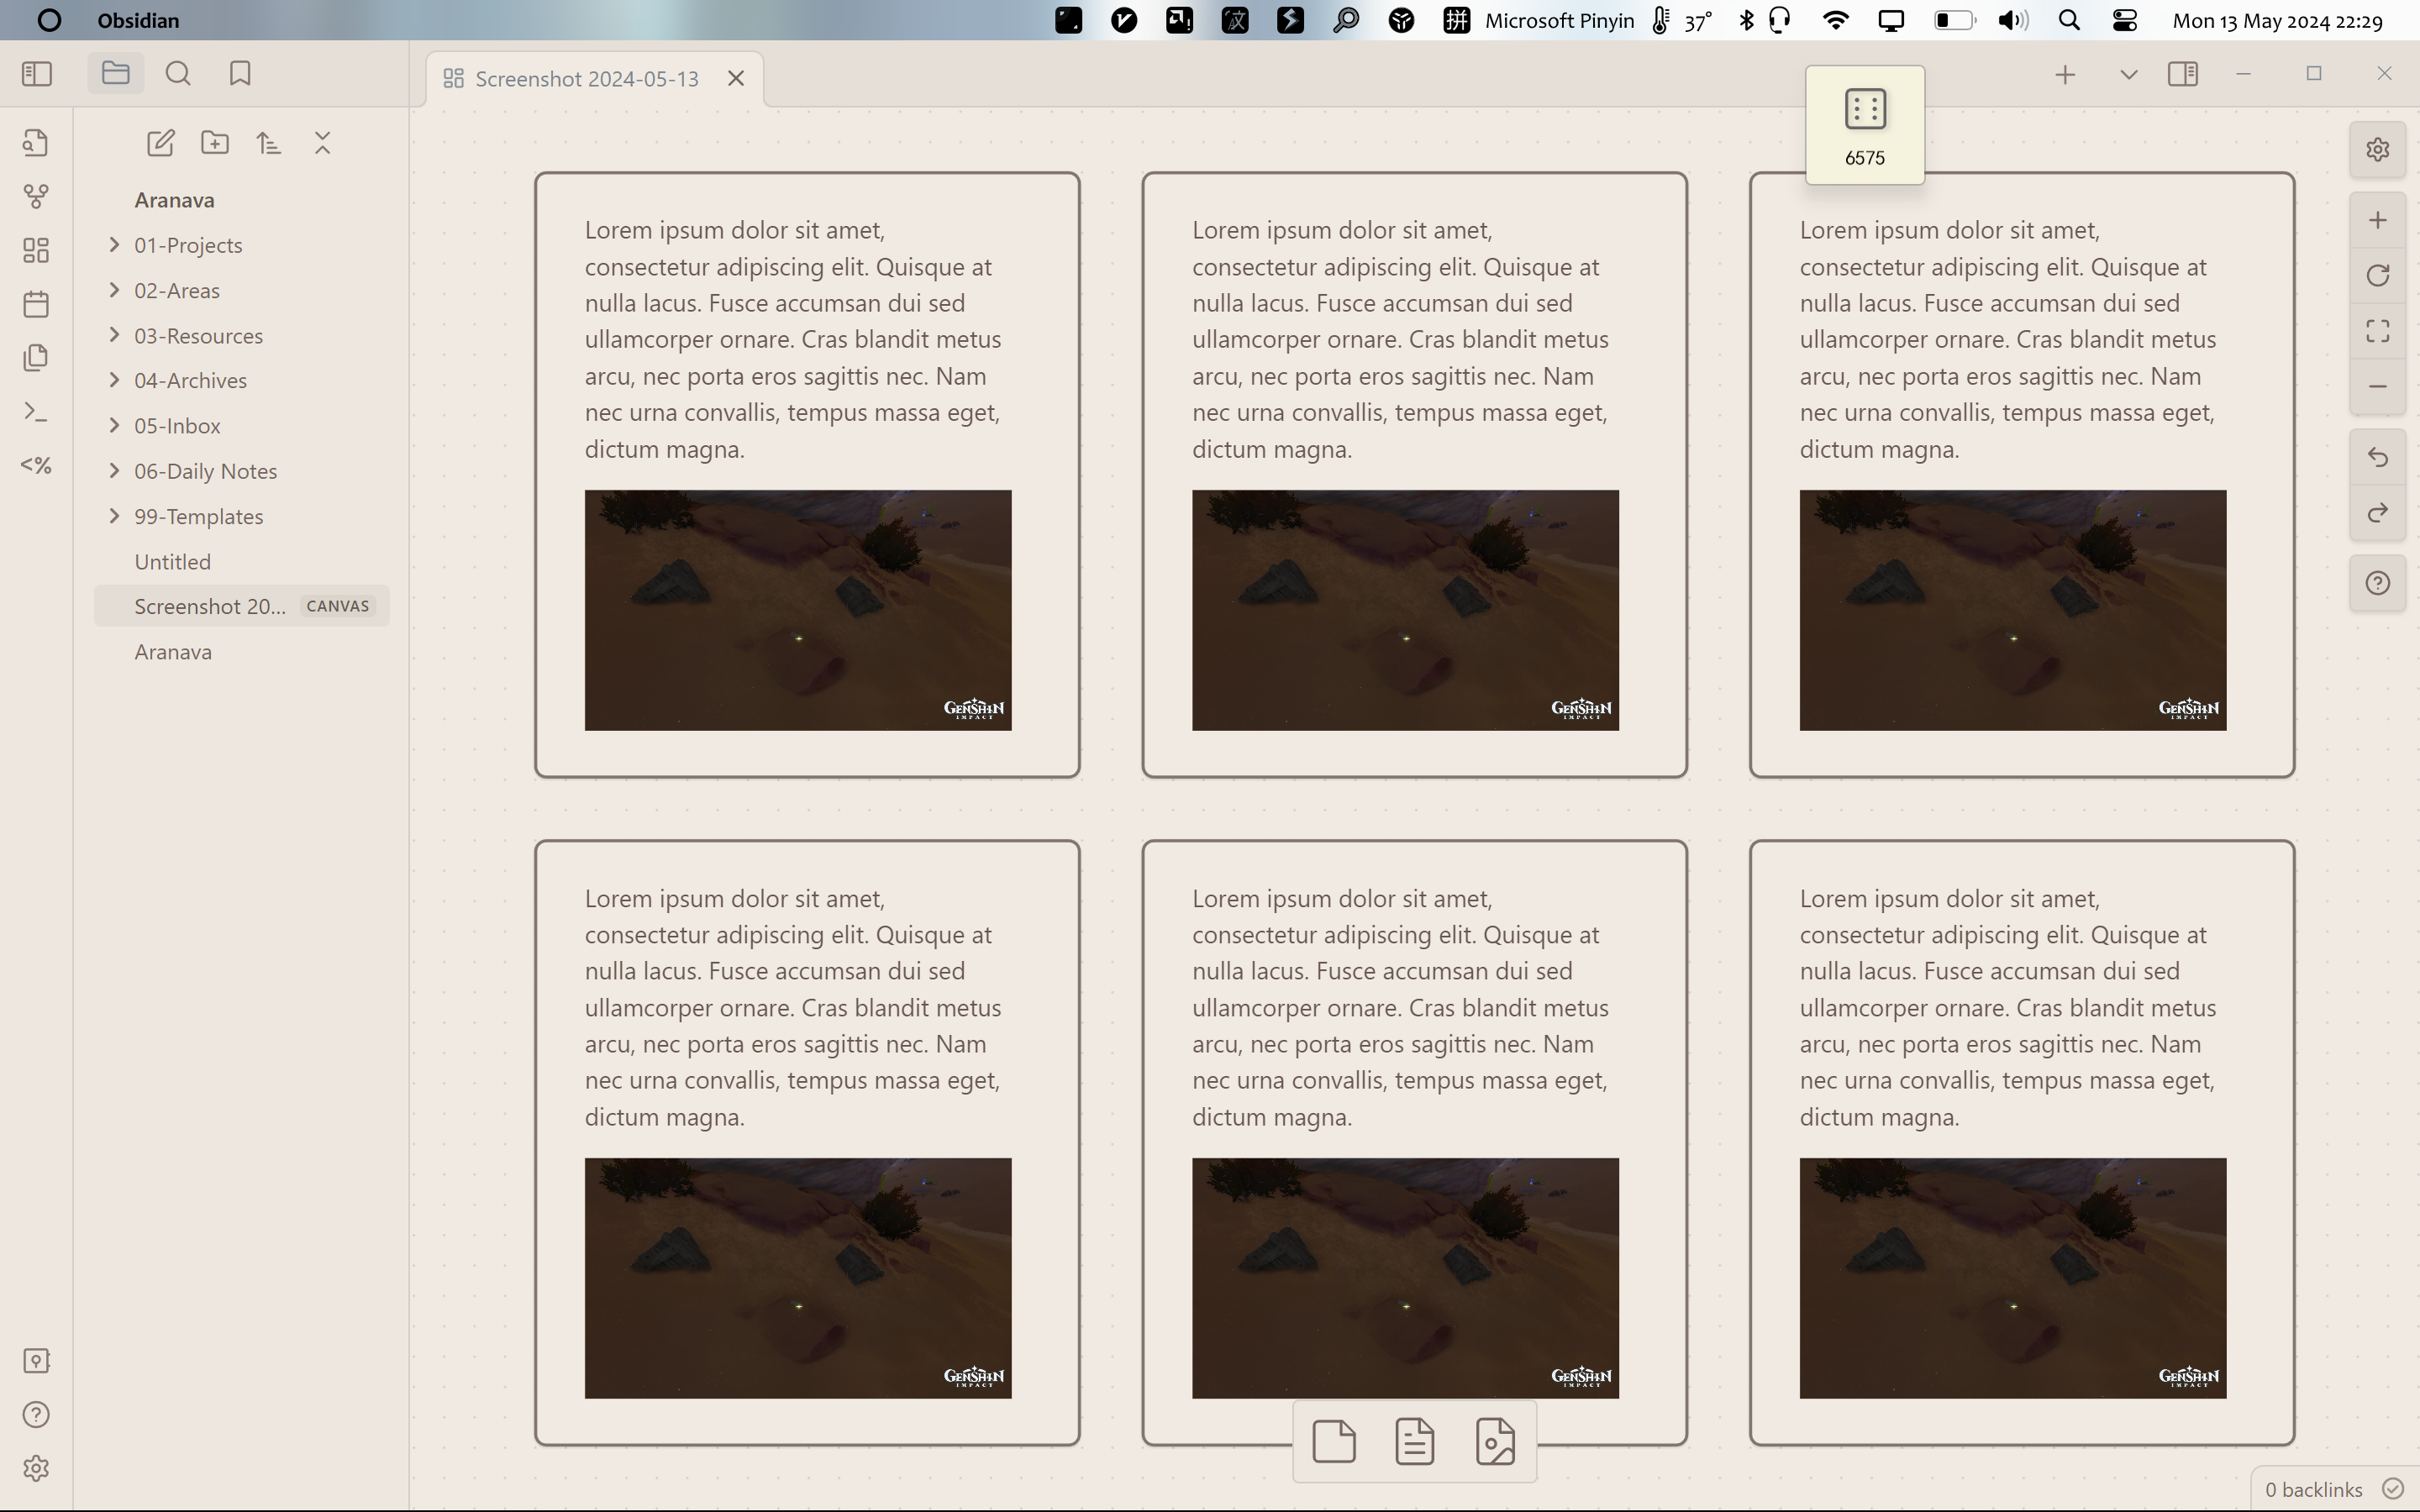 Obsidian
Microsoft Pinyin
37°
Mon 13 May 2024 22:29
Screenshot 2024-05-13
6575
Aranava
01-Projects
02-Areas
03-Resources
04-Archives
05-Inbox
06-Daily Notes
99-Templates
Untitled
Screenshot 20... CANVAS
Aranava
Lorem ipsum dolor sit amet,
consectetur adipiscing elit. Quisque at
nulla lacus. Fusce accumsan dui sed
ullamcorper ornare. Cras blandit metus
arcu, nec porta eros sagittis nec. Nam
nec urna convallis, tempus massa eget,
dictum magna.
GENSHIN
IMPACT
Lorem ipsum dolor sit amet,
consectetur adipiscing elit. Quisque at
nulla lacus. Fusce accumsan dui sed
ullamcorper ornare. Cras blandit metus
arcu, nec porta eros sagittis nec. Nam
nec urna convallis, tempus massa eget,
dictum magna.
GENSHIN
IMPACT
Lorem ipsum dolor sit amet,
consectetur adipiscing elit. Quisque at
nulla lacus. Fusce accumsan dui sed
ullamcorper ornare. Cras blandit metus
arcu, nec porta eros sagittis nec. Nam
nec urna convallis, tempus massa eget,
dictum magna.
GENSHIN
IMPACT
Lorem ipsum dolor sit amet,
consectetur adipiscing elit. Quisque at
nulla lacus. Fusce accumsan dui sed
ullamcorper ornare. Cras blandit metus
arcu, nec porta eros sagittis nec. Nam
nec urna convallis, tempus massa eget,
dictum magna.
GENSHIN
IMPACT
Lorem ipsum dolor sit amet,
consectetur adipiscing elit. Quisque at
nulla lacus. Fusce accumsan dui sed
ullamcorper ornare. Cras blandit metus
arcu, nec porta eros sagittis nec. Nam
nec urna convallis, tempus massa eget,
dictum magna.
GENSHIN
IMPACT
Lorem ipsum dolor sit amet,
consectetur adipiscing elit. Quisque at
nulla lacus. Fusce accumsan dui sed
ullamcorper ornare. Cras blandit metus
arcu, nec porta eros sagittis nec. Nam
nec urna convallis, tempus massa eget,
dictum magna.
GENSHIN
IMPACT
0 backlinks